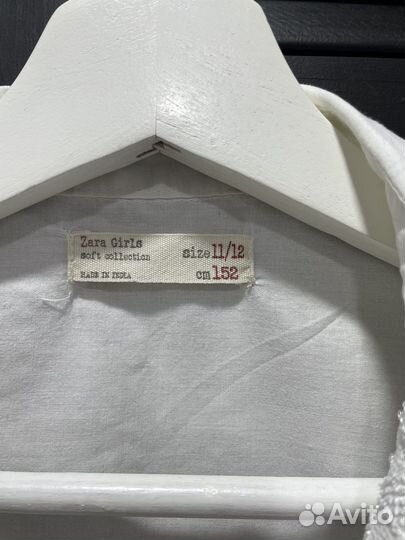 Zara Girls
soft collection
MADE IN INDIA
size 11/12
cm 152
Avito